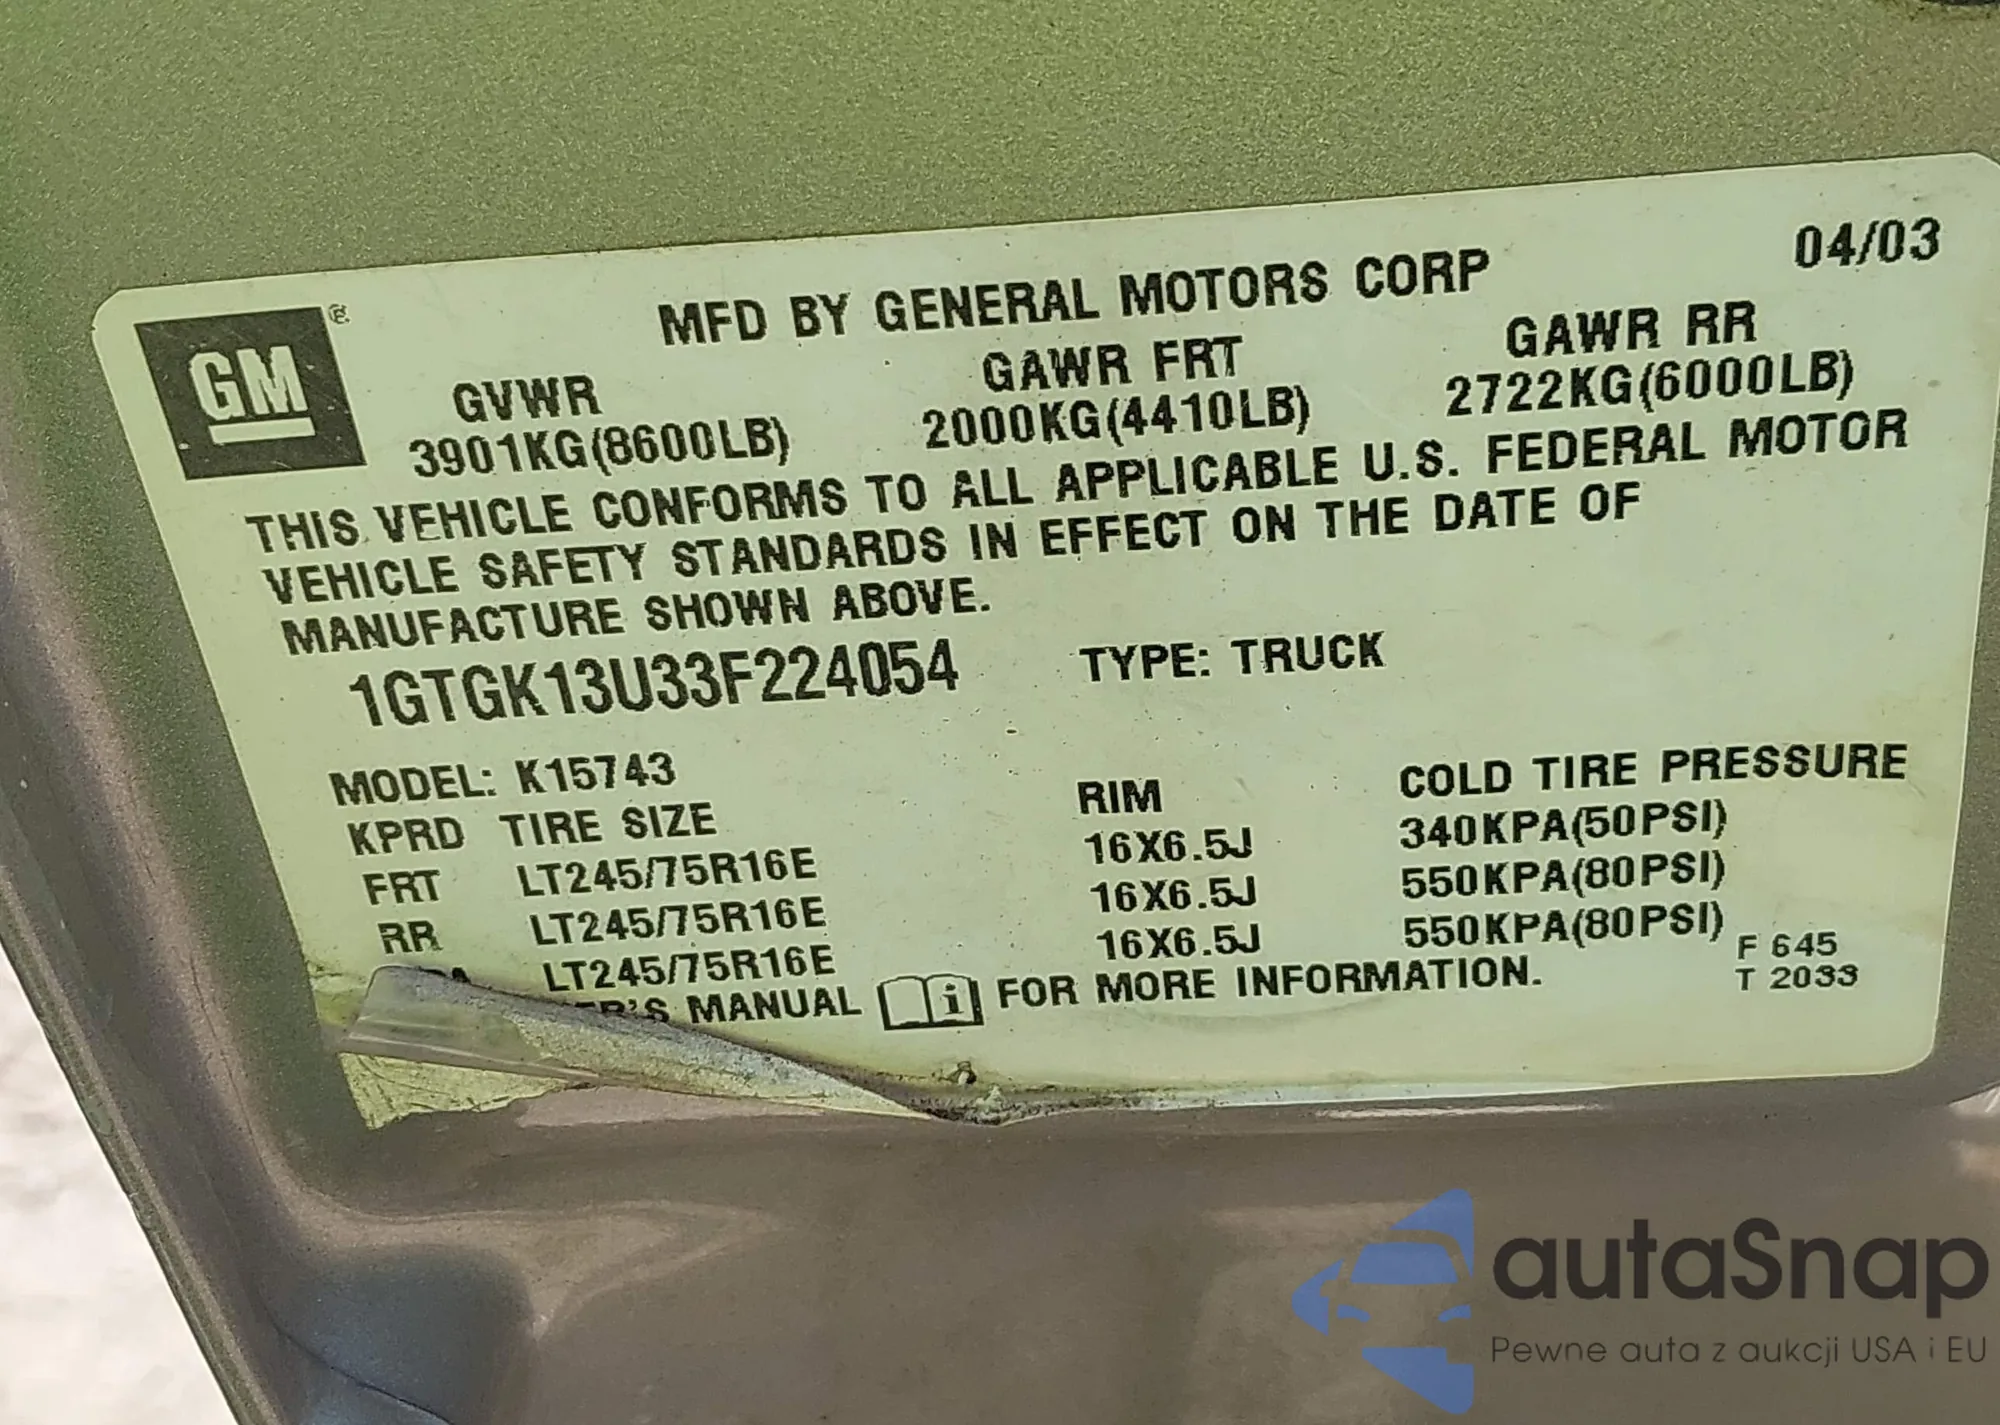 04/03
MFD BY GENERAL MOTORS CORP
GM ®
GVWR GAWR FRT GAWR RR
3901KG(8600LB) 2000KG(4410LB) 2722KG(6000LB)
THIS VEHICLE CONFORMS TO ALL APPLICABLE U.S. FEDERAL MOTOR
VEHICLE SAFETY STANDARDS IN EFFECT ON THE DATE OF
MANUFACTURE SHOWN ABOVE.
1GTGK13U33F224054 TYPE: TRUCK
MODEL: K15743
KPRD TIRE SIZE RIM COLD TIRE PRESSURE
FRT LT245/75R16E 16X6.5J 340KPA(50PSI)
RR LT245/75R16E 16X6.5J 550KPA(80PSI)
LT245/75R16E 16X6.5J 550KPA(80PSI)
MANUAL FOR MORE INFORMATION.
F 645
T 2033
autaSnap
Pewne auta z aukcji USA i EU